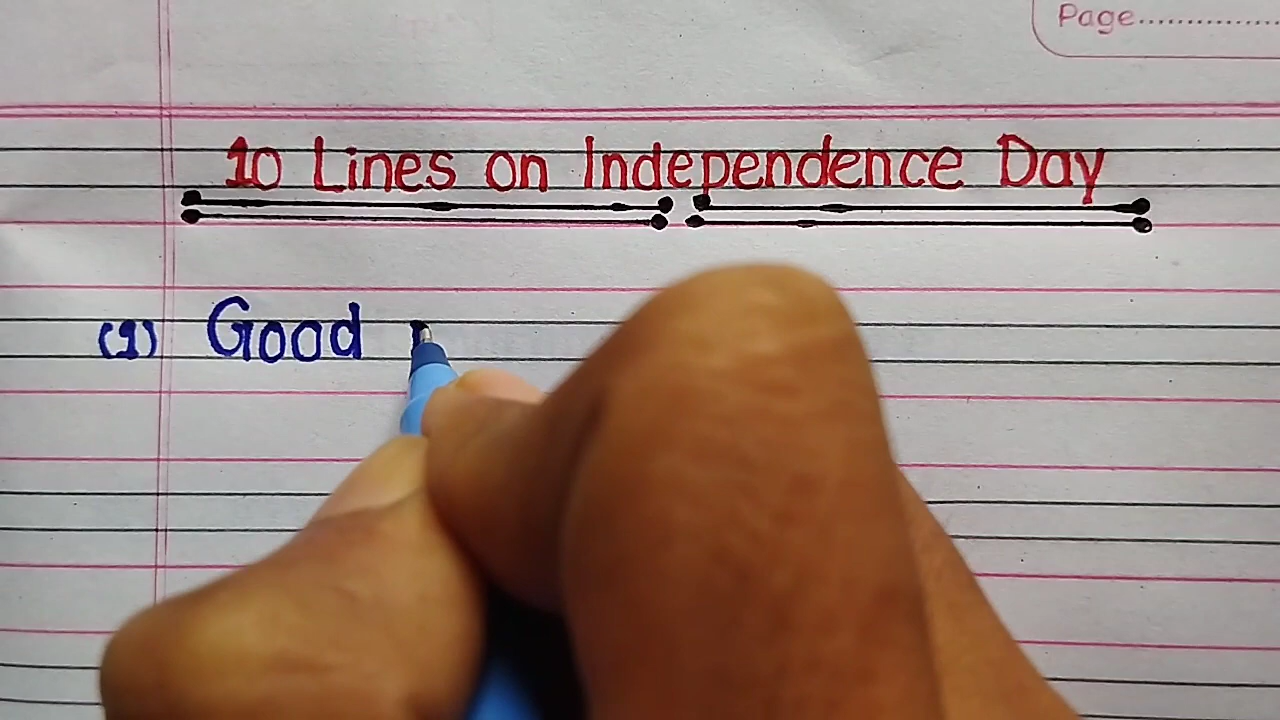 Page................
10 Lines on Independence Day
(1) Good